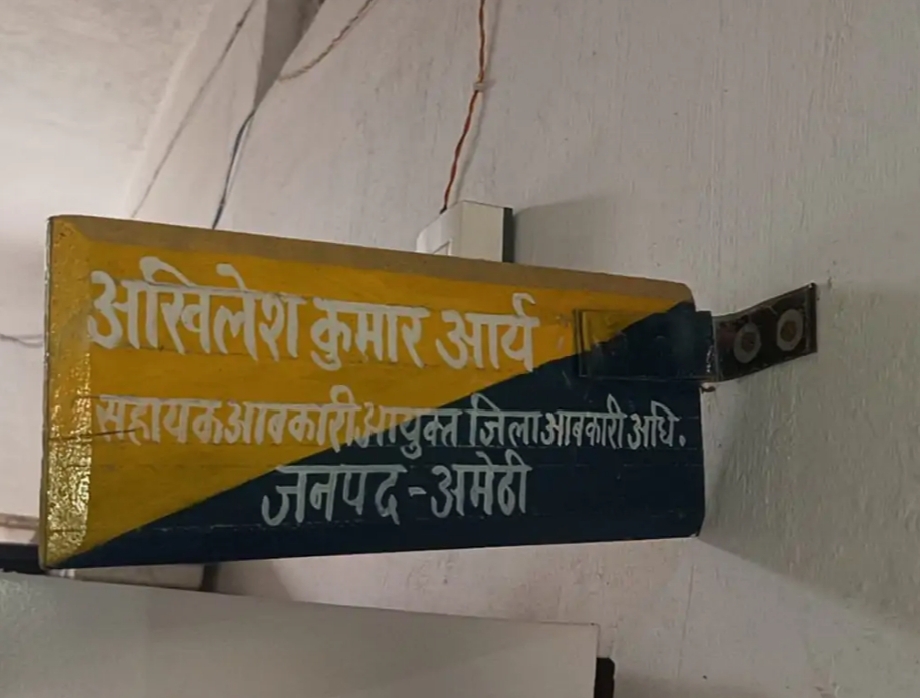 अखिलेश कुमार आर्य
सहायक आबकारी आयुक्त जिला आबकारी अधि.
जनपद - अमेठी